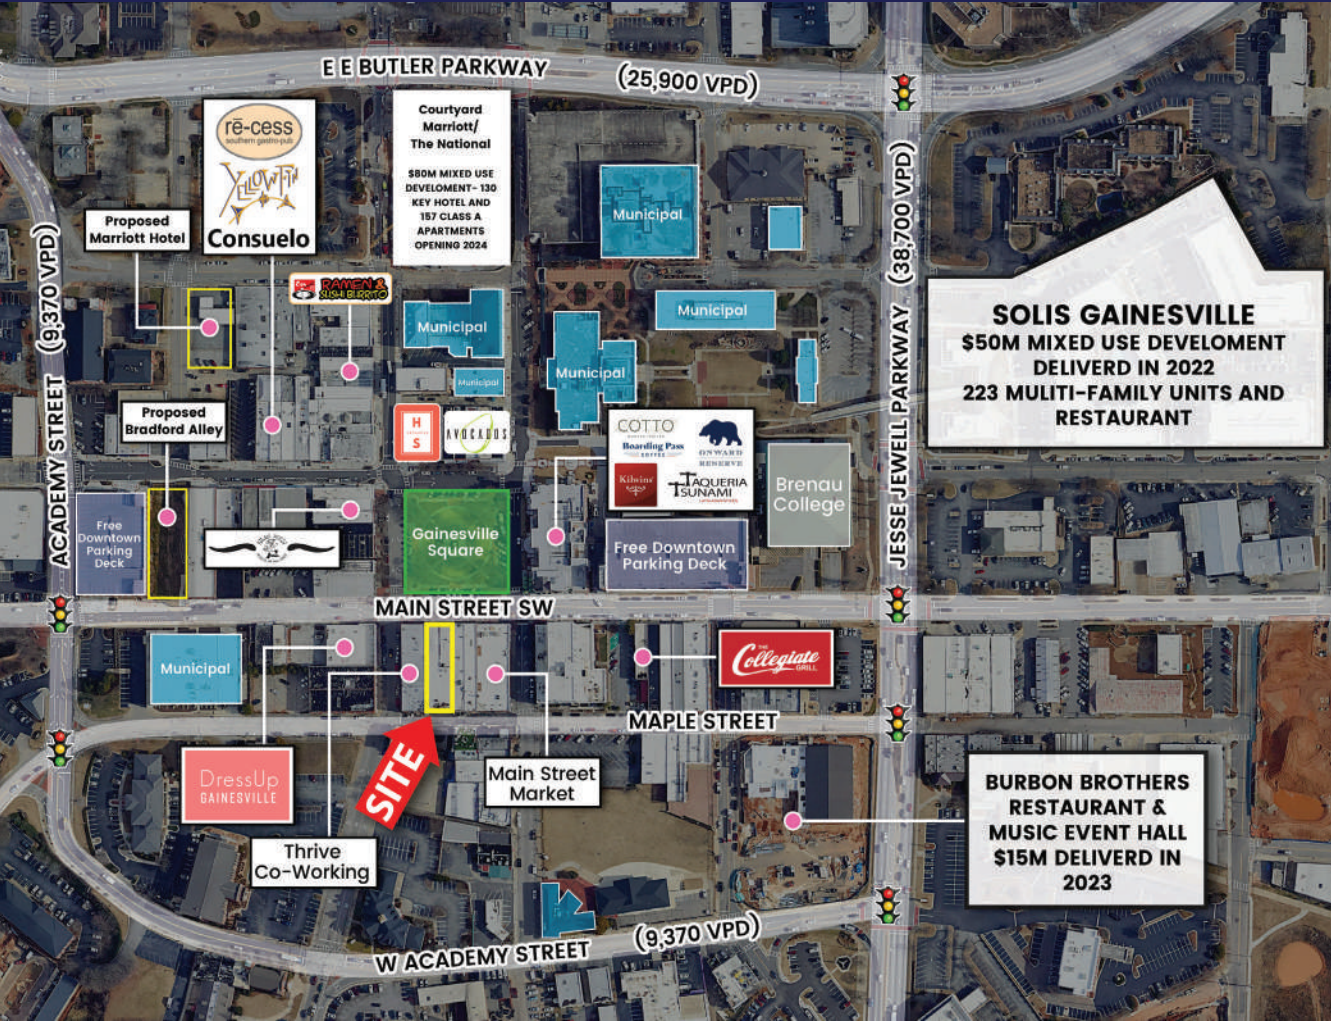 E E BUTLER PARKWAY (25,900 VPD)
rē-cess
southern gastro-pub
YELLOWFIN
Consuelo
Courtyard
Marriott/
The National
$80M MIXED USE
DEVELOMENT- 130
KEY HOTEL AND
157 CLASS A
APARTMENTS
OPENING 2024
Municipal
Proposed
Marriott Hotel
RAMEN &
SUSHI BURRITO
Municipal
Municipal
Municipal
Municipal
ACADEMY STREET (9,370 VPD)
JESSE JEWELL PARKWAY (38,700 VPD)
SOLIS GAINESVILLE
$50M MIXED USE DEVELOMENT
DELIVERD IN 2022
223 MULITI-FAMILY UNITS AND
RESTAURANT
Proposed
Bradford Alley
H
S
AVOCADOS
COTTO
Boarding Pass
COFFEE
ONWARD
RESERVE
Kilwins
TAQUERIA
TSUNAMI
Brenau
College
Free
Downtown
Parking
Deck
Gainesville
Square
Free Downtown
Parking Deck
MAIN STREET SW
Municipal
THE
Collegiate
GRILL
MAPLE STREET
SITE
DressUp
GAINESVILLE
Main Street
Market
Thrive
Co-Working
BURBON BROTHERS
RESTAURANT &
MUSIC EVENT HALL
$15M DELIVERD IN
2023
W ACADEMY STREET (9,370 VPD)